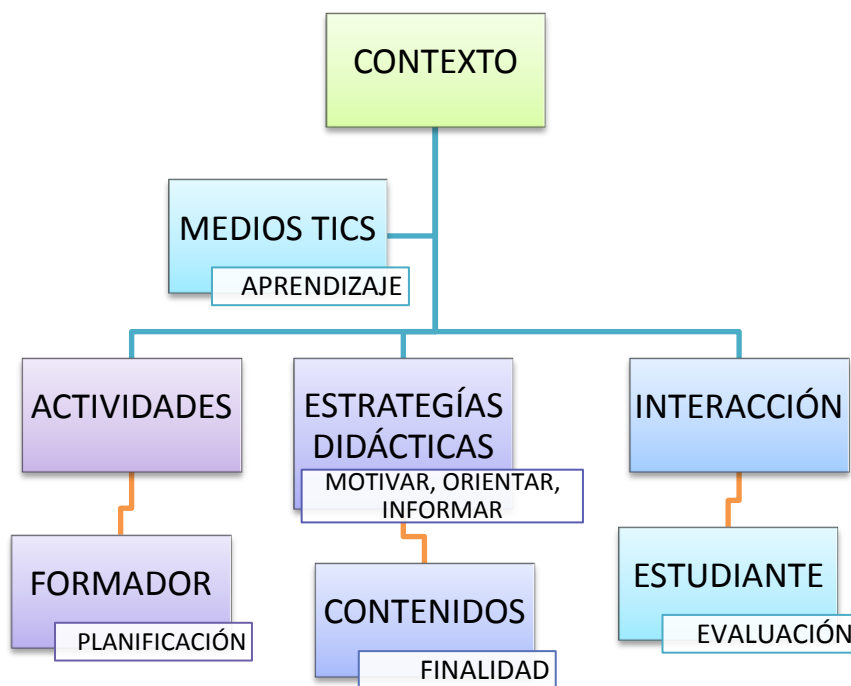 CONTEXTO
MEDIOS TICS
APRENDIZAJE
ACTIVIDADES
ESTRATEGÍAS
DIDÁCTICAS
MOTIVAR, ORIENTAR,
INFORMAR
INTERACCIÓN
FORMADOR
PLANIFICACIÓN
CONTENIDOS
FINALIDAD
ESTUDIANTE
EVALUACIÓN